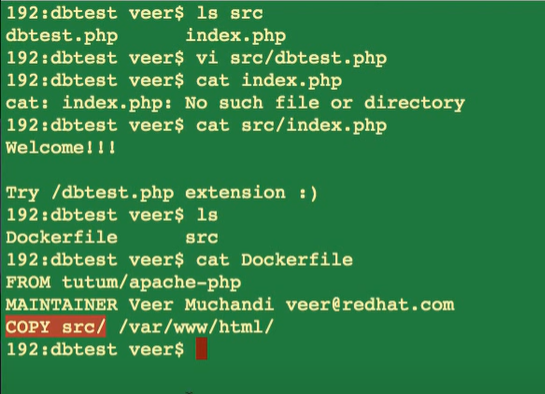 192:dbtest veer$ ls src
dbtest.php index.php
192:dbtest veer$ vi src/dbtest.php
192:dbtest veer$ cat index.php
cat: index.php: No such file or directory
192:dbtest veer$ cat src/index.php
Welcome!!!
Try /dbtest.php extension :)
192:dbtest veer$ ls
Dockerfile src
192:dbtest veer$ cat Dockerfile
FROM tutum/apache-php
MAINTAINER Veer Muchandi veer@redhat.com
COPY src/ /var/www/html/
192:dbtest veer$